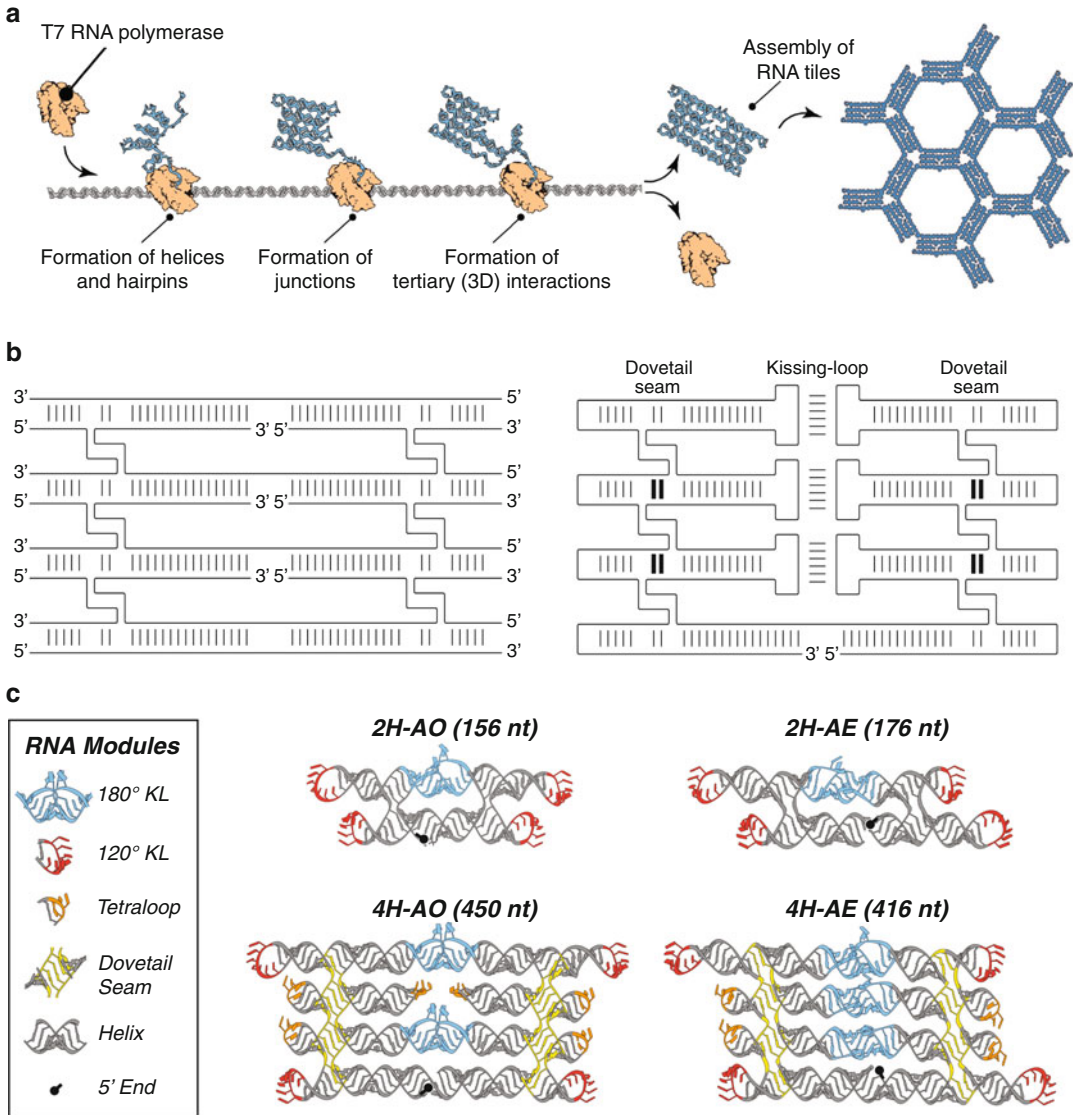 a
T7 RNA polymerase
Assembly of
RNA tiles
Formation of helices
and hairpins
Formation of
junctions
Formation of
tertiary (3D) interactions
b
3' 5'
5' 3' 5' 3'
3' 5'
5' 3' 5' 3'
3' 5'
5' 3' 5' 3'
3' 5'
5' 3'
Dovetail
seam
Kissing-loop
Dovetail
seam
3' 5'
c
RNA Modules
180° KL
120° KL
Tetraloop
Dovetail
Seam
Helix
5' End
2H-AO (156 nt)
2H-AE (176 nt)
4H-AO (450 nt)
4H-AE (416 nt)